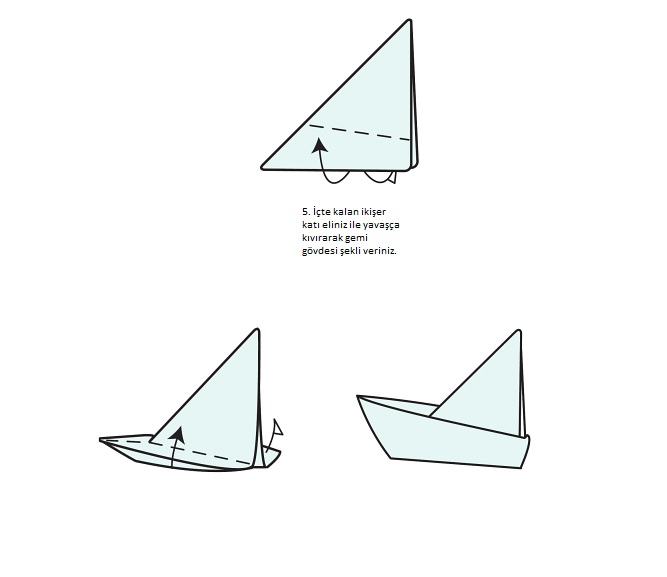 5. İçte kalan ikişer
katı eliniz ile yavaşça
kıvırarak gemi
gövdesi şekli veriniz.